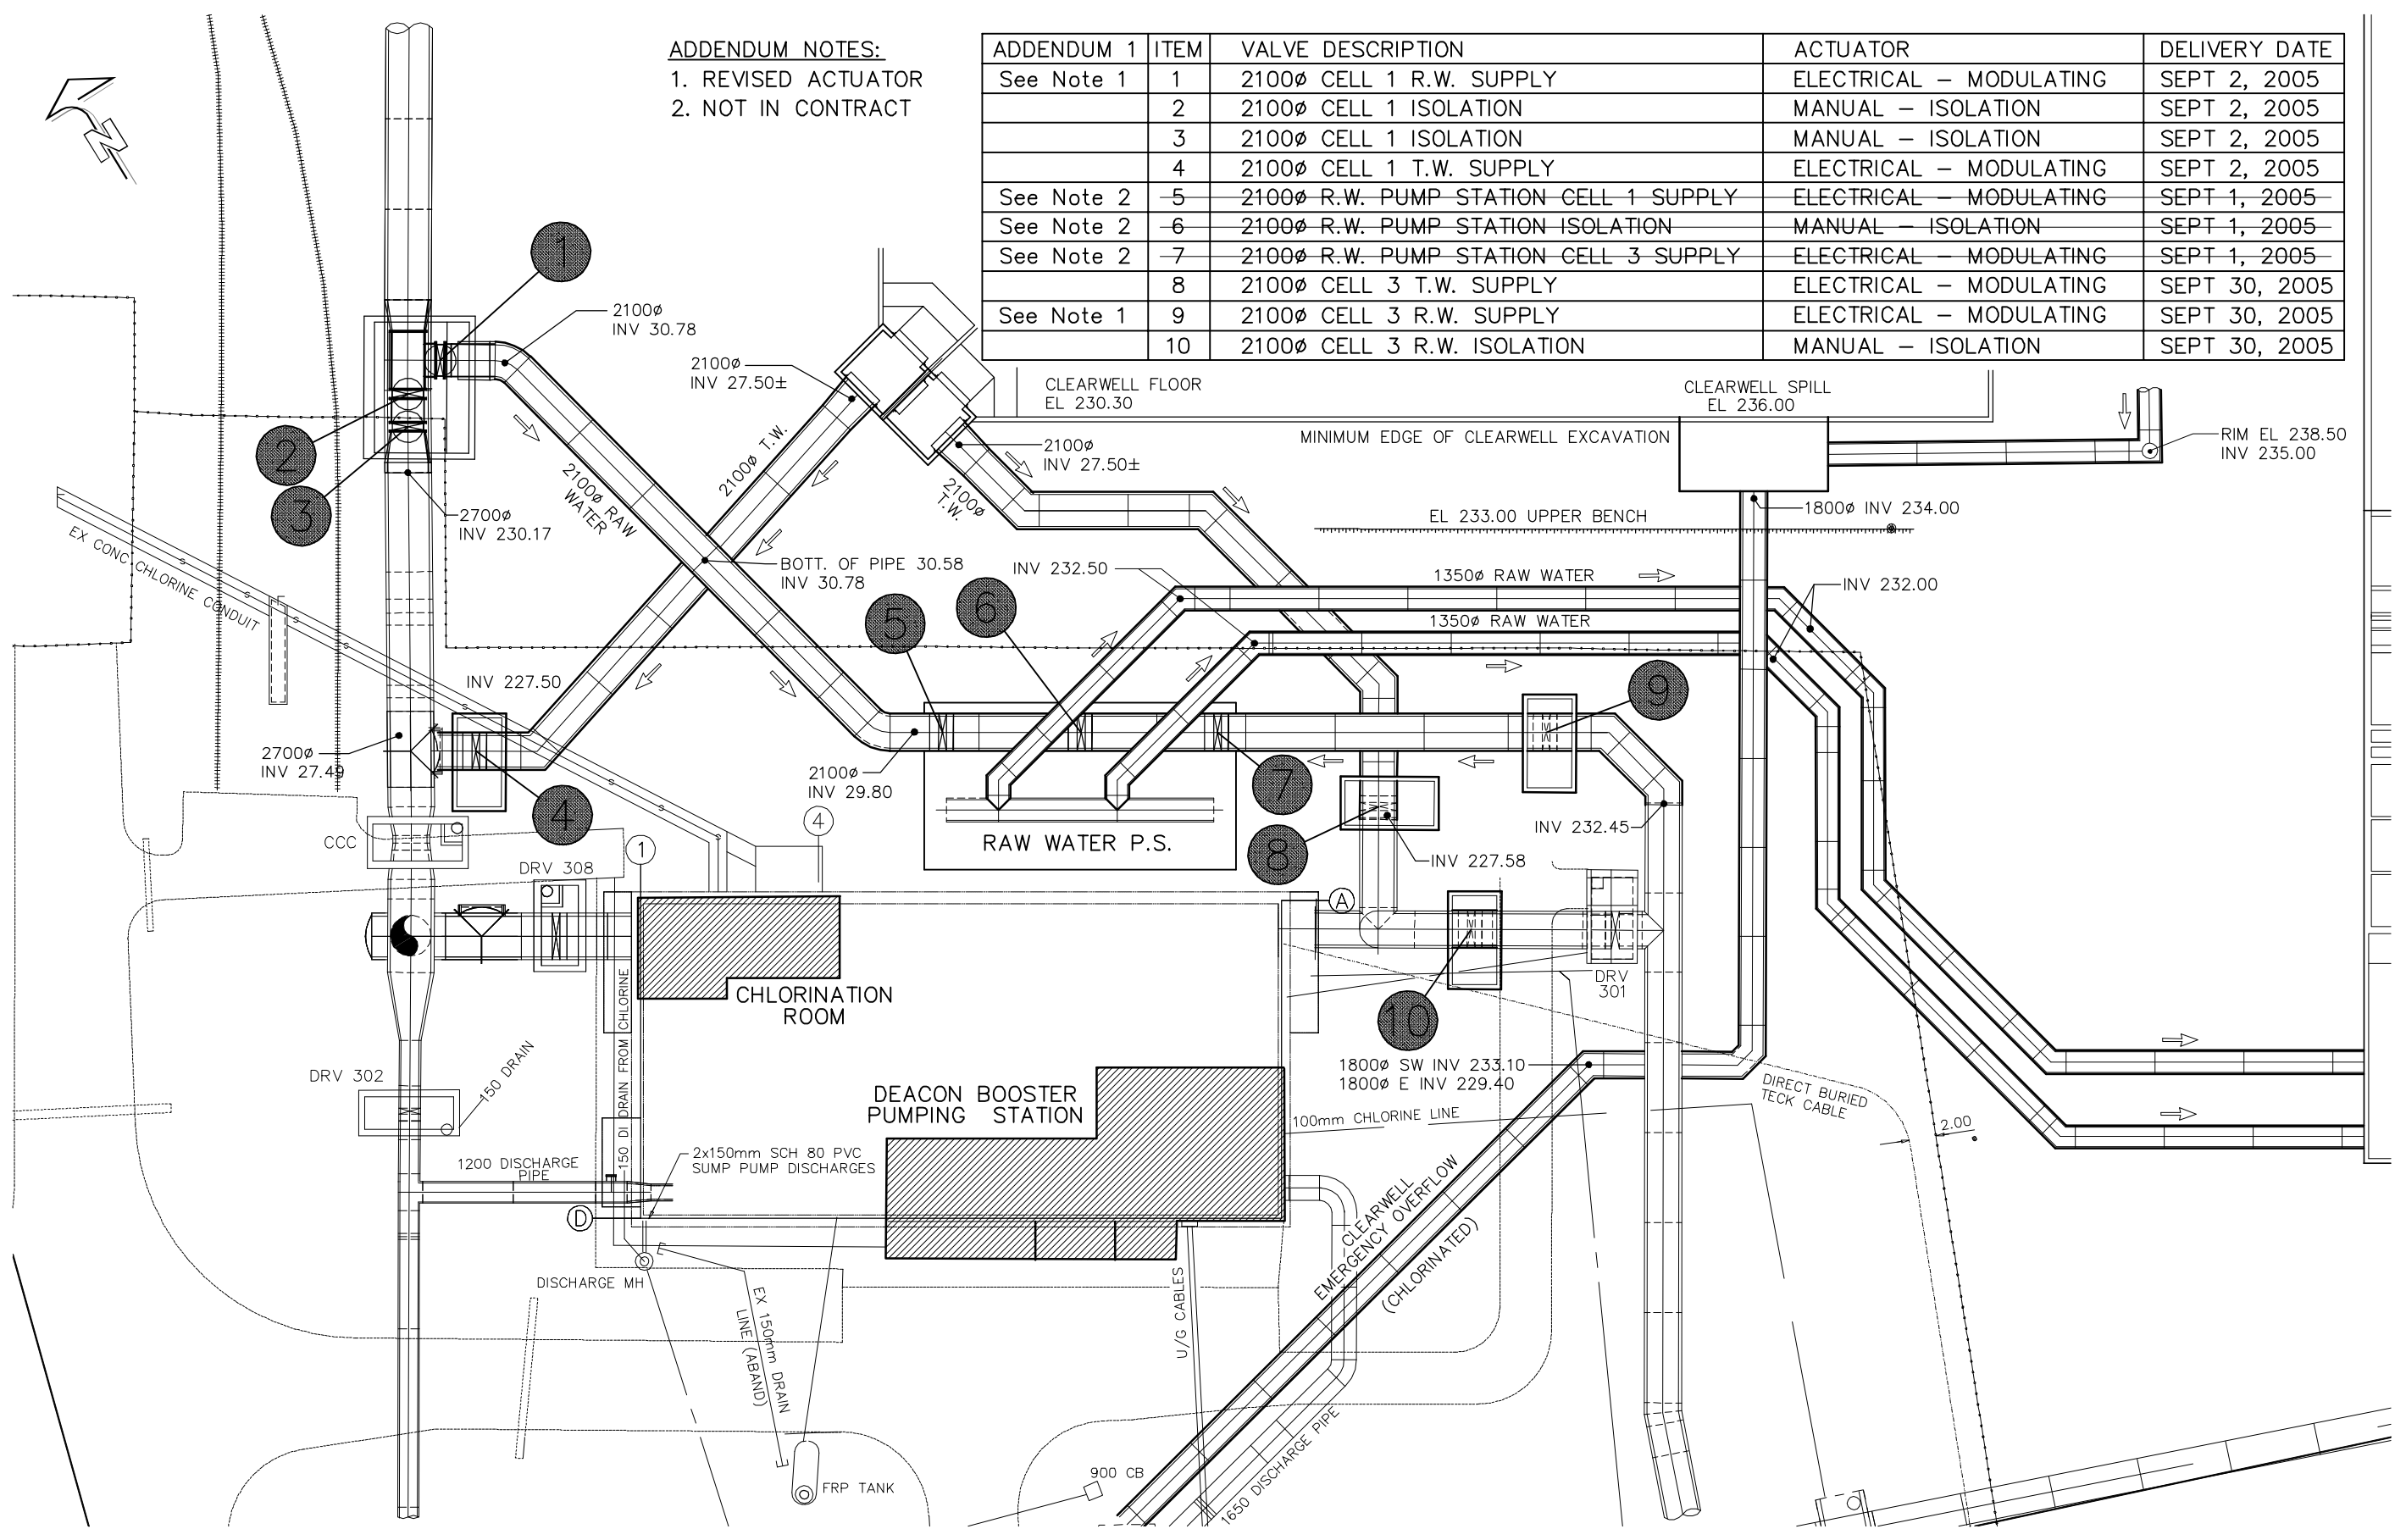 ADDENDUM NOTES:
1. REVISED ACTUATOR
2. NOT IN CONTRACT
ADDENDUM 1 ITEM VALVE DESCRIPTION ACTUATOR DELIVERY DATE
See Note 1 1 2100ø CELL 1 R.W. SUPPLY ELECTRICAL – MODULATING SEPT 2, 2005
2 2100ø CELL 1 ISOLATION MANUAL – ISOLATION SEPT 2, 2005
3 2100ø CELL 1 ISOLATION MANUAL – ISOLATION SEPT 2, 2005
4 2100ø CELL 1 T.W. SUPPLY ELECTRICAL – MODULATING SEPT 2, 2005
See Note 2 5 2100ø R.W. PUMP STATION CELL 1 SUPPLY ELECTRICAL – MODULATING SEPT 1, 2005
See Note 2 6 2100ø R.W. PUMP STATION ISOLATION MANUAL – ISOLATION SEPT 1, 2005
See Note 2 7 2100ø R.W. PUMP STATION CELL 3 SUPPLY ELECTRICAL – MODULATING SEPT 1, 2005
8 2100ø CELL 3 T.W. SUPPLY ELECTRICAL – MODULATING SEPT 30, 2005
See Note 1 9 2100ø CELL 3 R.W. SUPPLY ELECTRICAL – MODULATING SEPT 30, 2005
10 2100ø CELL 3 R.W. ISOLATION MANUAL – ISOLATION SEPT 30, 2005
N
1
2100ø
INV 30.78
2100ø
INV 27.50±
CLEARWELL FLOOR
EL 230.30
CLEARWELL SPILL
EL 236.00
MINIMUM EDGE OF CLEARWELL EXCAVATION
RIM EL 238.50
INV 235.00
2
3
2100ø T.W.
2100ø
INV 27.50±
2100ø
T.W.
2100ø RAW
WATER
2700ø
INV 230.17
EL 233.00 UPPER BENCH
1800ø INV 234.00
EX CONC CHLORINE CONDUIT
BOTT. OF PIPE 30.58
INV 30.78
INV 232.50
1350ø RAW WATER
INV 232.00
5
6
1350ø RAW WATER
INV 227.50
9
2700ø
INV 27.49
2100ø
INV 29.80
7
4
4
RAW WATER P.S.
INV 232.45
8
INV 227.58
CCC
1
DRV 308
A
CHLORINATION
ROOM
DRV
301
10
DRV 302
150 DRAIN
150 DI DRAIN FROM CHLORINE
DEACON BOOSTER
PUMPING STATION
1800ø SW INV 233.10
1800ø E INV 229.40
100mm CHLORINE LINE
DIRECT BURIED
TECK CABLE
2.00
1200 DISCHARGE
PIPE
2x150mm SCH 80 PVC
SUMP PUMP DISCHARGES
D
DISCHARGE MH
CLEARWELL
EMERGENCY OVERFLOW
(CHLORINATED)
EX 150mm DRAIN
LINE (ABAND)
U/G CABLES
FRP TANK
900 CB
1650 DISCHARGE PIPE